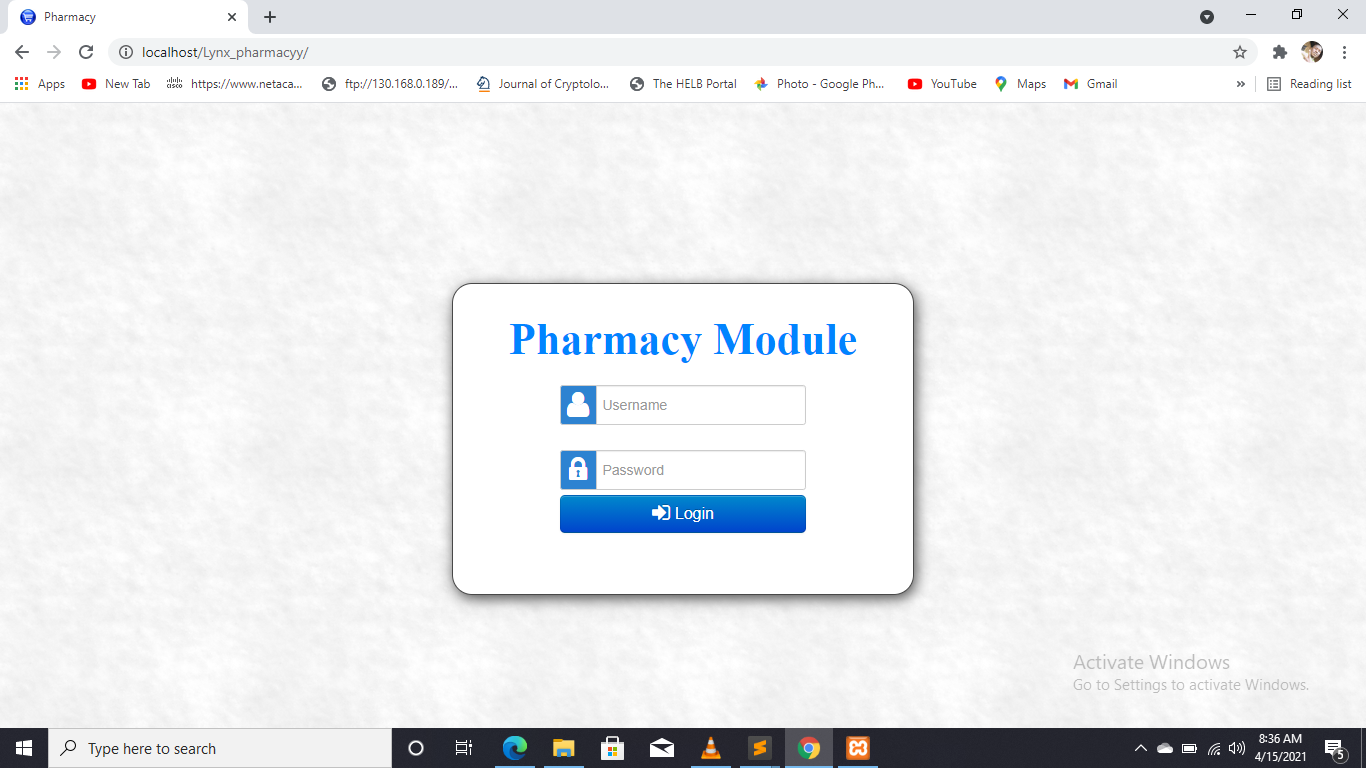 Pharmacy
localhost/Lynx_pharmacyy/
Apps New Tab https://www.netaca... ftp://130.168.0.189/... Journal of Cryptolo... The HELB Portal Photo - Google Ph... YouTube Maps Gmail » Reading list
Pharmacy Module
Username
Password
Login
Activate Windows
Go to Settings to activate Windows.
Type here to search
8:36 AM
4/15/2021
5